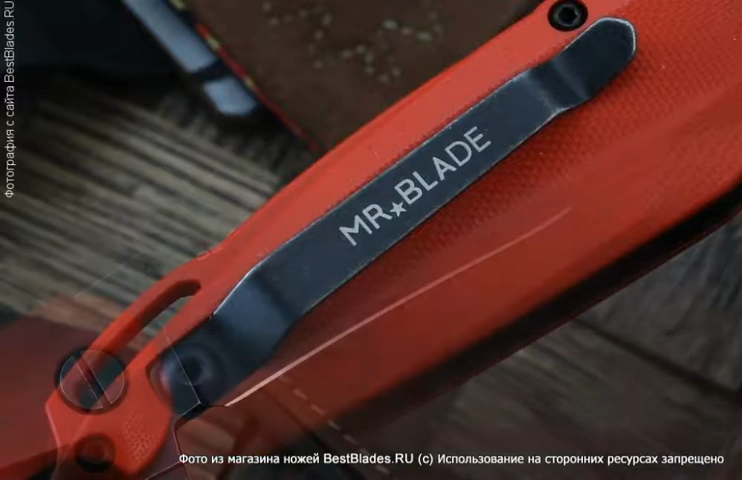 Фотография с сайта BestBlades.RU
MR★BLADE
Фото из магазина ножей BestBlades.RU (c) Использование на сторонних ресурсах запрещено